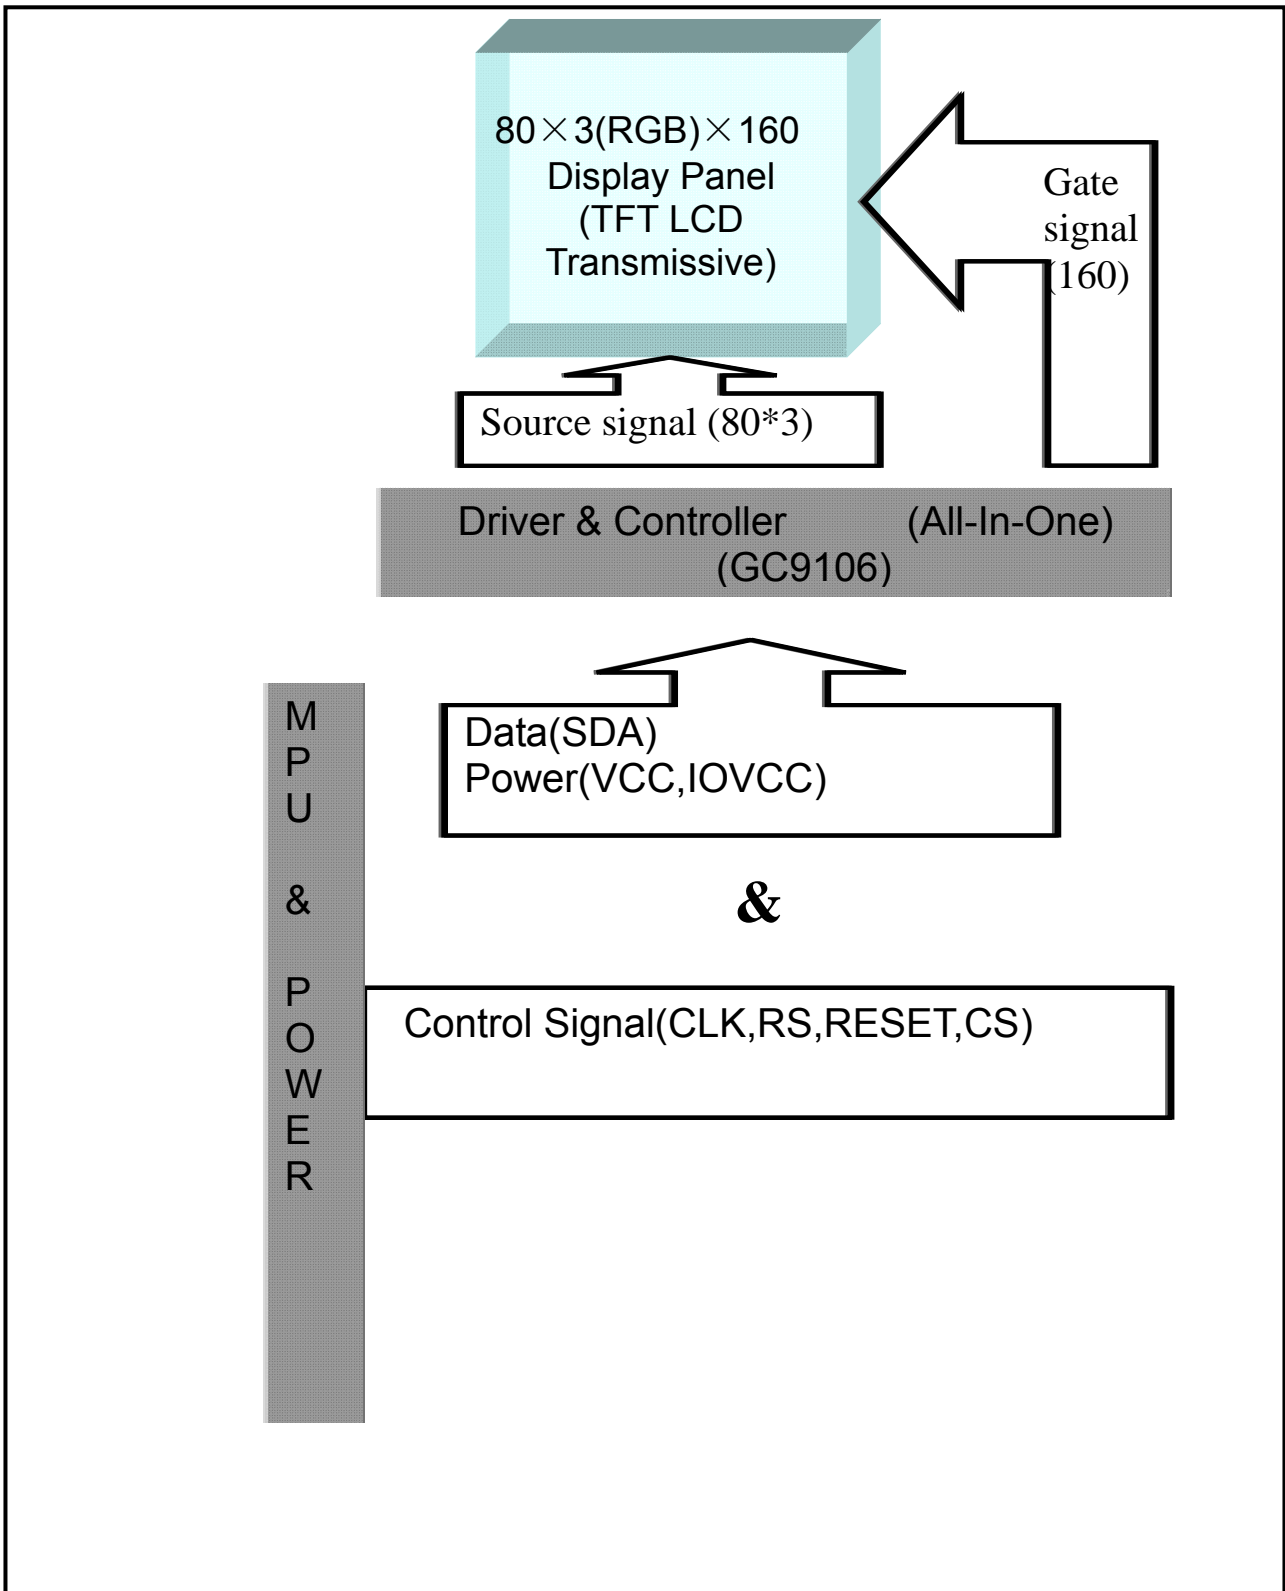 80×3(RGB)×160
Display Panel
(TFT LCD
Transmissive)
Gate
signal
(160)
Source signal (80*3)
Driver & Controller (All-In-One)
(GC9106)
M
P
U
&
P
O
W
E
R
Data(SDA)
Power(VCC,IOVCC)
&
Control Signal(CLK,RS,RESET,CS)